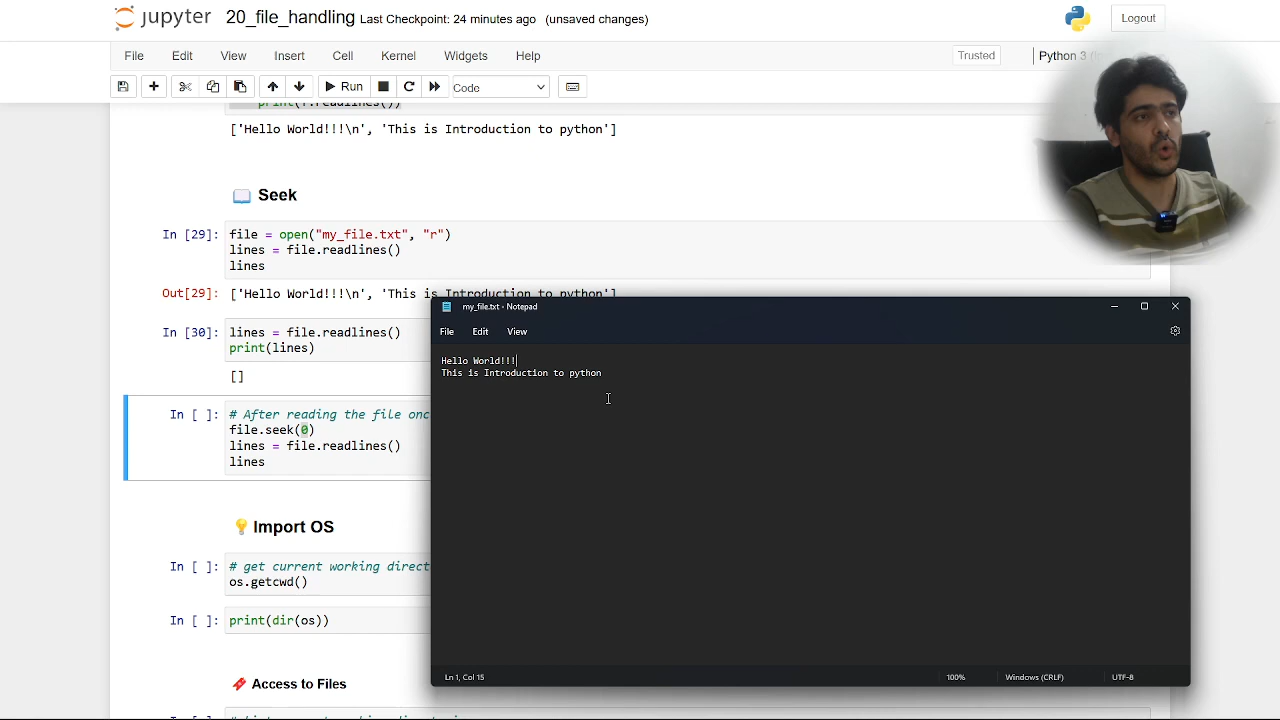 jupyter 20_file_handling Last Checkpoint: 24 minutes ago (unsaved changes) Logout
File Edit View Insert Cell Kernel Widgets Help Trusted Python 3
Run Code
print(f.readlines())
['Hello World!!!\n', 'This is Introduction to python']
Seek
In [29]: file = open("my_file.txt", "r")
lines = file.readlines()
lines
Out[29]: ['Hello World!!!\n', 'This is Introduction to python']
In [30]: lines = file.readlines()
print(lines)
[]
In [ ]: # After reading the file onc
file.seek(0)
lines = file.readlines()
lines
Import OS
In [ ]: # get current working direct
os.getcwd()
In [ ]: print(dir(os))
Access to Files
my_file.txt - Notepad
File Edit View
Hello World!!!
This is Introduction to python
Ln 1, Col 15 100% Windows (CRLF) UTF-8